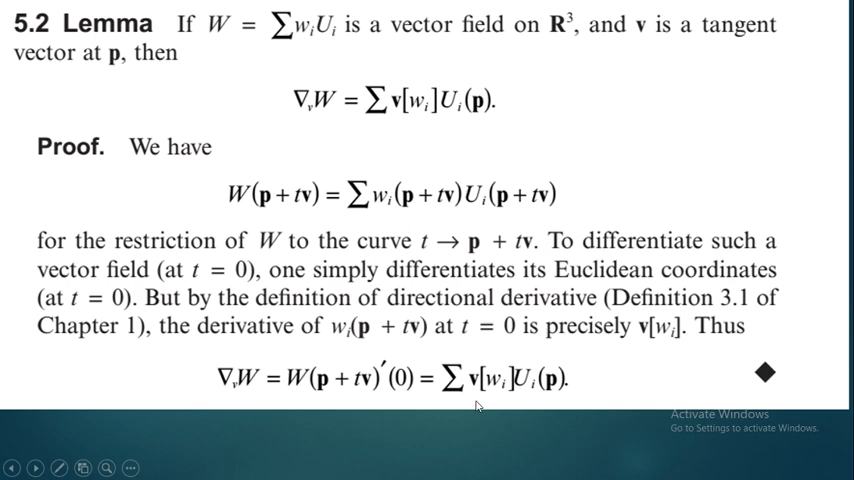 5.2 Lemma If W = ∑wᵢUᵢ is a vector field on R³, and v is a tangent
vector at p, then
∇ᵥW = ∑ v[wᵢ]Uᵢ(p).
Proof. We have
W(p + tv) = ∑ wᵢ(p + tv)Uᵢ(p + tv)
for the restriction of W to the curve t → p + tv. To differentiate such a
vector field (at t = 0), one simply differentiates its Euclidean coordinates
(at t = 0). But by the definition of directional derivative (Definition 3.1 of
Chapter 1), the derivative of wᵢ(p + tv) at t = 0 is precisely v[wᵢ]. Thus
∇ᵥW = W(p + tv)′(0) = ∑ v[wᵢ]Uᵢ(p). ◆
Activate Windows
Go to Settings to activate Windows.